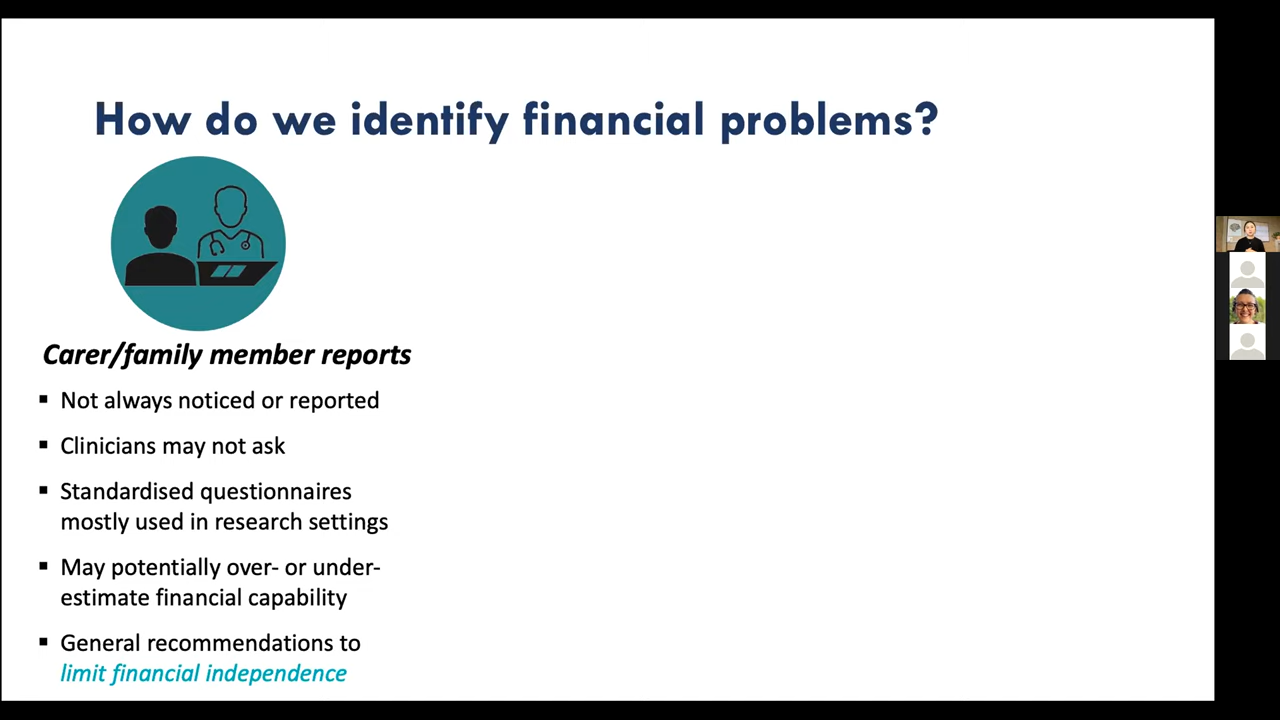 How do we identify financial problems?
Carer/family member reports
▪ Not always noticed or reported
▪ Clinicians may not ask
▪ Standardised questionnaires
mostly used in research settings
▪ May potentially over- or under-
estimate financial capability
▪ General recommendations to
limit financial independence